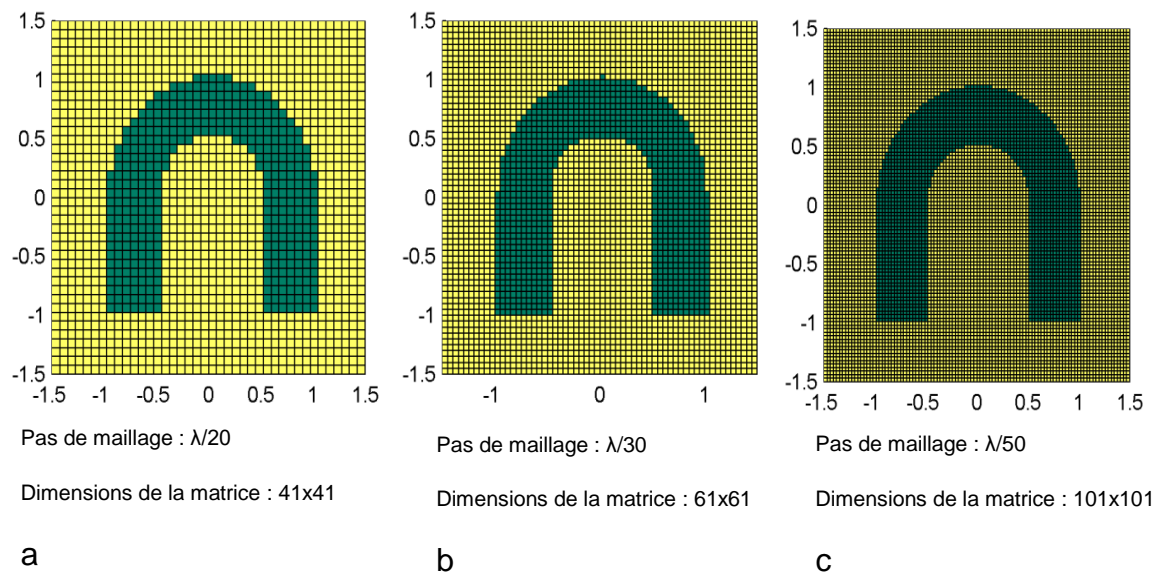 1.5
1
0.5
0
-0.5
-1
-1.5
-1.5 -1 -0.5 0 0.5 1 1.5
Pas de maillage : λ/20
Dimensions de la matrice : 41x41
a
1.5
1
0.5
0
-0.5
-1
-1.5
-1 0 1
Pas de maillage : λ/30
Dimensions de la matrice : 61x61
b
1.5
1
0.5
0
-0.5
-1
-1.5
-1.5 -1 -0.5 0 0.5 1 1.5
Pas de maillage : λ/50
Dimensions de la matrice : 101x101
c